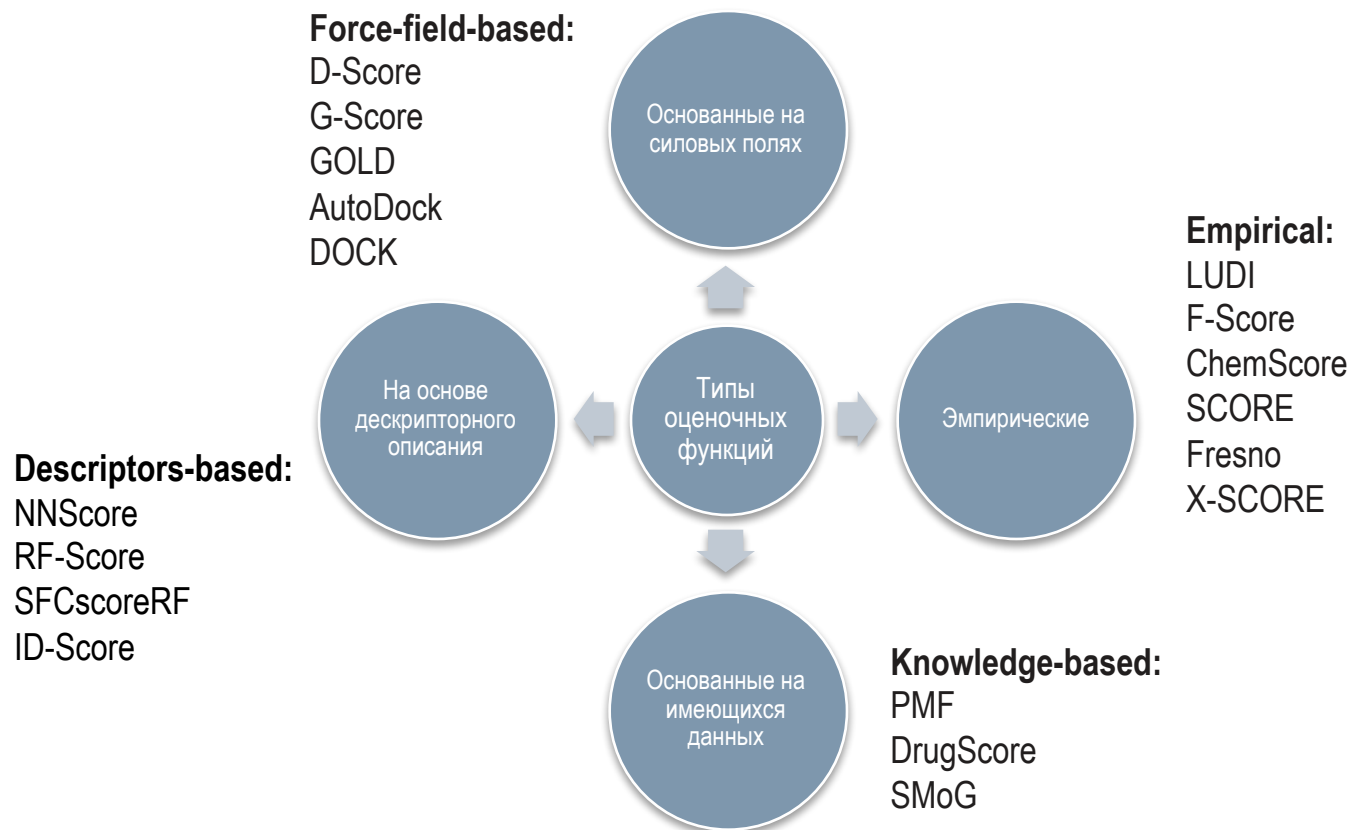 Force-field-based:
D-Score
G-Score
GOLD
AutoDock
DOCK
Основанные на
силовых полях
Empirical:
LUDI
F-Score
ChemScore
SCORE
Fresno
X-SCORE
На основе
дескрипторного
описания
Типы
оценочных
функций
Эмпирические
Descriptors-based:
NNScore
RF-Score
SFCscoreRF
ID-Score
Основанные на
имеющихся
данных
Knowledge-based:
PMF
DrugScore
SMoG